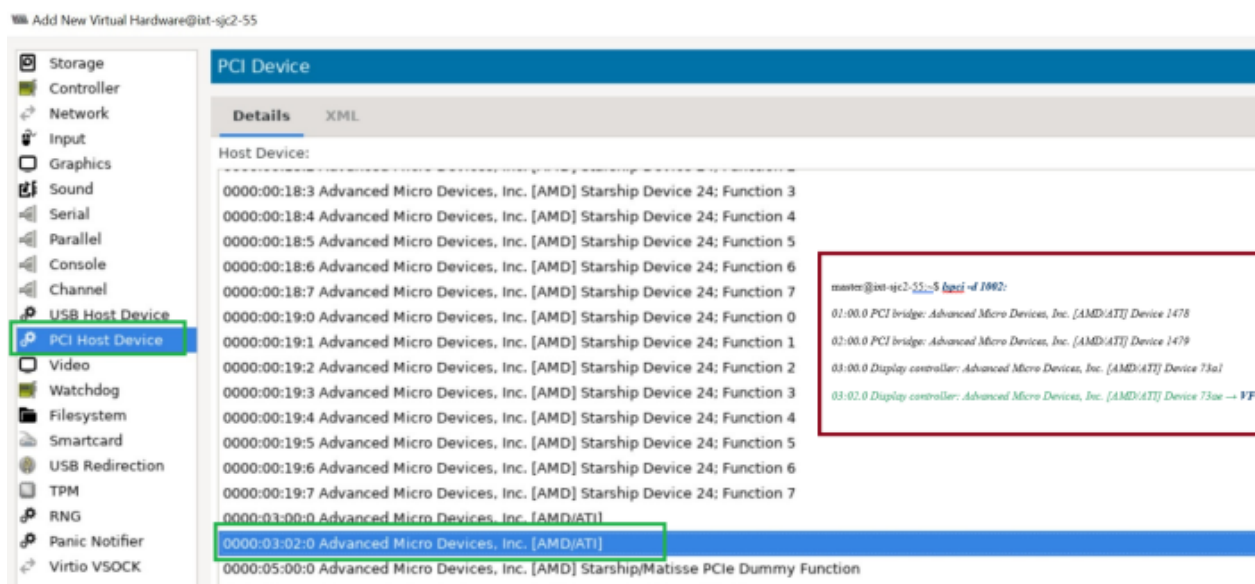 Add New Virtual Hardware@ixt-sjc2-55
Storage
Controller
Network
Input
Graphics
Sound
Serial
Parallel
Console
Channel
USB Host Device
PCI Host Device
Video
Watchdog
Filesystem
Smartcard
USB Redirection
TPM
RNG
Panic Notifier
Virtio VSOCK
PCI Device
Details XML
Host Device:
0000:00:18:3 Advanced Micro Devices, Inc. [AMD] Starship Device 24; Function 3
0000:00:18:4 Advanced Micro Devices, Inc. [AMD] Starship Device 24; Function 4
0000:00:18:5 Advanced Micro Devices, Inc. [AMD] Starship Device 24; Function 5
0000:00:18:6 Advanced Micro Devices, Inc. [AMD] Starship Device 24; Function 6
0000:00:18:7 Advanced Micro Devices, Inc. [AMD] Starship Device 24; Function 7
0000:00:19:0 Advanced Micro Devices, Inc. [AMD] Starship Device 24; Function 0
0000:00:19:1 Advanced Micro Devices, Inc. [AMD] Starship Device 24; Function 1
0000:00:19:2 Advanced Micro Devices, Inc. [AMD] Starship Device 24; Function 2
0000:00:19:3 Advanced Micro Devices, Inc. [AMD] Starship Device 24; Function 3
0000:00:19:4 Advanced Micro Devices, Inc. [AMD] Starship Device 24; Function 4
0000:00:19:5 Advanced Micro Devices, Inc. [AMD] Starship Device 24; Function 5
0000:00:19:6 Advanced Micro Devices, Inc. [AMD] Starship Device 24; Function 6
0000:00:19:7 Advanced Micro Devices, Inc. [AMD] Starship Device 24; Function 7
0000:03:00:0 Advanced Micro Devices, Inc. [AMD/ATI]
0000:03:02:0 Advanced Micro Devices, Inc. [AMD/ATI]
0000:05:00:0 Advanced Micro Devices, Inc. [AMD] Starship/Matisse PCIe Dummy Function
master@ixt-sjc2-55:~$ lspci -d 1002:
01:00.0 PCI bridge: Advanced Micro Devices, Inc. [AMD/ATI] Device 1478
02:00.0 PCI bridge: Advanced Micro Devices, Inc. [AMD/ATI] Device 1479
03:00.0 Display controller: Advanced Micro Devices, Inc. [AMD/ATI] Device 73a1
03:02.0 Display controller: Advanced Micro Devices, Inc. [AMD/ATI] Device 73ae → VF